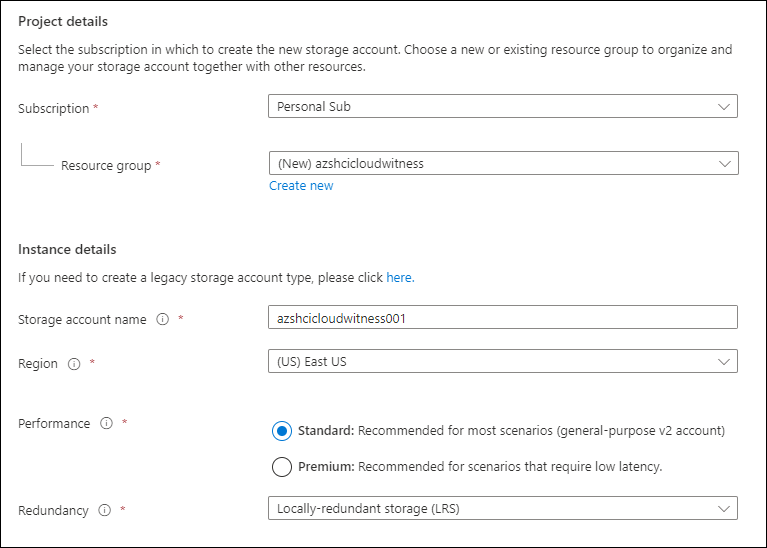 Project details
Select the subscription in which to create the new storage account. Choose a new or existing resource group to organize and
manage your storage account together with other resources.
Subscription *
Personal Sub
Resource group *
(New) azshcicloudwitness
Create new
Instance details
If you need to create a legacy storage account type, please click here.
Storage account name *
azshcicloudwitness001
Region *
(US) East US
Performance *
Standard: Recommended for most scenarios (general-purpose v2 account)
Premium: Recommended for scenarios that require low latency.
Redundancy *
Locally-redundant storage (LRS)